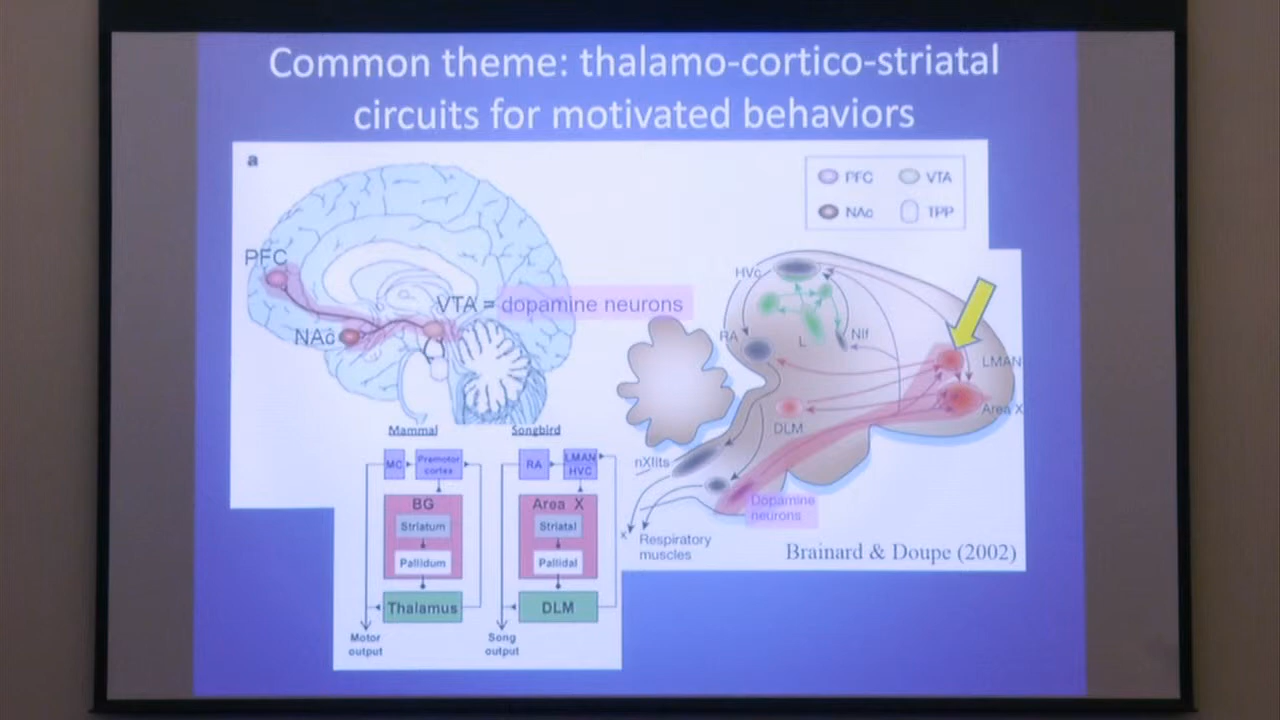 Common theme: thalamo-cortico-striatal
circuits for motivated behaviors
a
PFC
VTA
NAc
TPP
PFC
VTA = dopamine neurons
NAc
HVc
RA
L
NIf
LMAN
Area X
DLM
nXIIts
Dopamine
neurons
X
Respiratory
muscles
Brainard & Doupe (2002)
Mammal
MC
Premotor
cortex
BG
Striatum
Pallidum
Thalamus
Motor
output
Songbird
RA
LMAN
HVC
Area X
Striatal
Pallidal
DLM
Song
output